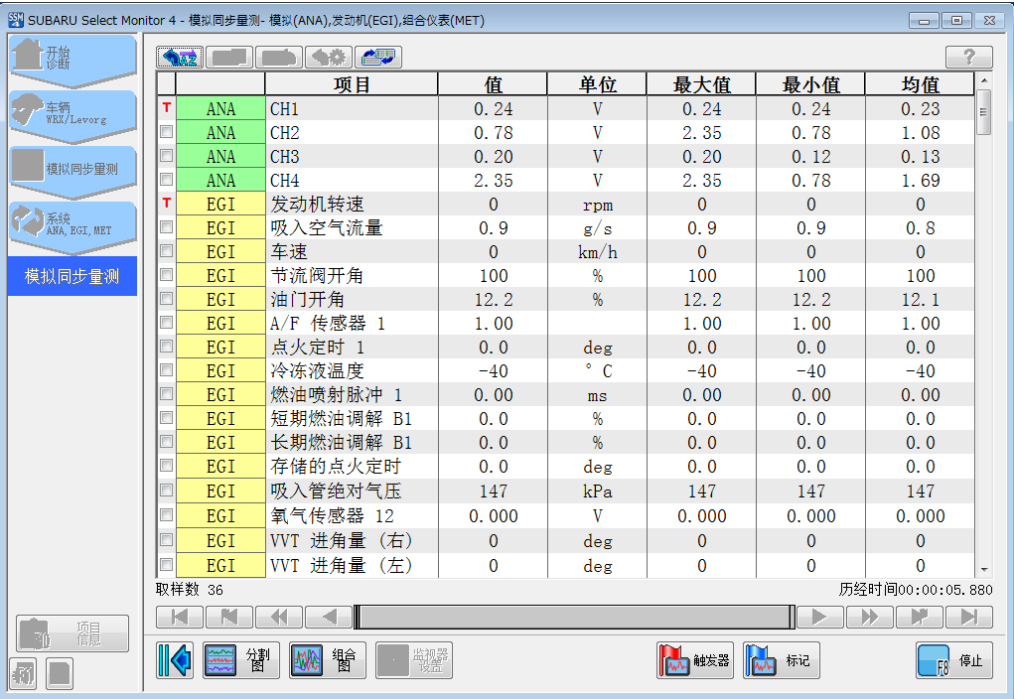 SUBARU Select Monitor 4 - 模拟同步量测- 模拟(ANA),发动机(EGI),组合仪表(MET)
开始
诊断
车辆
WRX/Levorg
模拟同步量测
系统
ANA, EGI, MET
模拟同步量测
项目
信息
AZ
?
项目 值 单位 最大值 最小值 均值
T ANA CH1 0.24 V 0.24 0.24 0.23
ANA CH2 0.78 V 2.35 0.78 1.08
ANA CH3 0.20 V 0.20 0.12 0.13
ANA CH4 2.35 V 2.35 0.78 1.69
T EGI 发动机转速 0 rpm 0 0 0
EGI 吸入空气流量 0.9 g/s 0.9 0.9 0.8
EGI 车速 0 km/h 0 0 0
EGI 节流阀开角 100 % 100 100 100
EGI 油门开角 12.2 % 12.2 12.2 12.1
EGI A/F 传感器 1 1.00 1.00 1.00 1.00
EGI 点火定时 1 0.0 deg 0.0 0.0 0.0
EGI 冷冻液温度 -40 °C -40 -40 -40
EGI 燃油喷射脉冲 1 0.00 ms 0.00 0.00 0.00
EGI 短期燃油调解 B1 0.0 % 0.0 0.0 0.0
EGI 长期燃油调解 B1 0.0 % 0.0 0.0 0.0
EGI 存储的点火定时 0.0 deg 0.0 0.0 0.0
EGI 吸入管绝对气压 147 kPa 147 147 147
EGI 氧气传感器 12 0.000 V 0.000 0.000 0.000
EGI VVT 进角量 (右) 0 deg 0 0 0
EGI VVT 进角量 (左) 0 deg 0 0 0
取样数 36 历经时间00:00:05.880
分割
图
组合
图
监视器
设置
触发器
标记
F8 停止